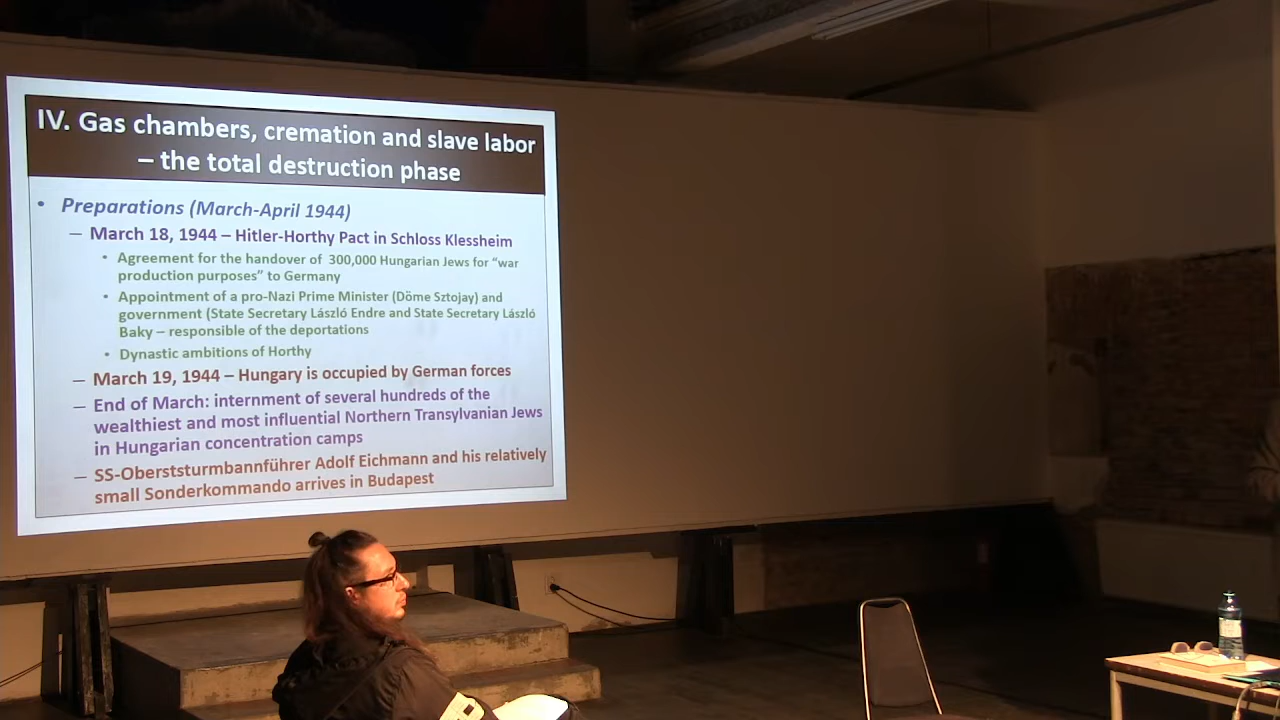 IV. Gas chambers, cremation and slave labor
– the total destruction phase
• Preparations (March-April 1944)
– March 18, 1944 – Hitler-Horthy Pact in Schloss Klessheim
• Agreement for the handover of 300,000 Hungarian Jews for “war
production purposes” to Germany
• Appointment of a pro-Nazi Prime Minister (Döme Sztojay) and
government (State Secretary László Endre and State Secretary László
Baky – responsible of the deportations
• Dynastic ambitions of Horthy
– March 19, 1944 – Hungary is occupied by German forces
– End of March: internment of several hundreds of the
wealthiest and most influential Northern Transylvanian Jews
in Hungarian concentration camps
– SS-Oberststurmbannführer Adolf Eichmann and his relatively
small Sonderkommando arrives in Budapest